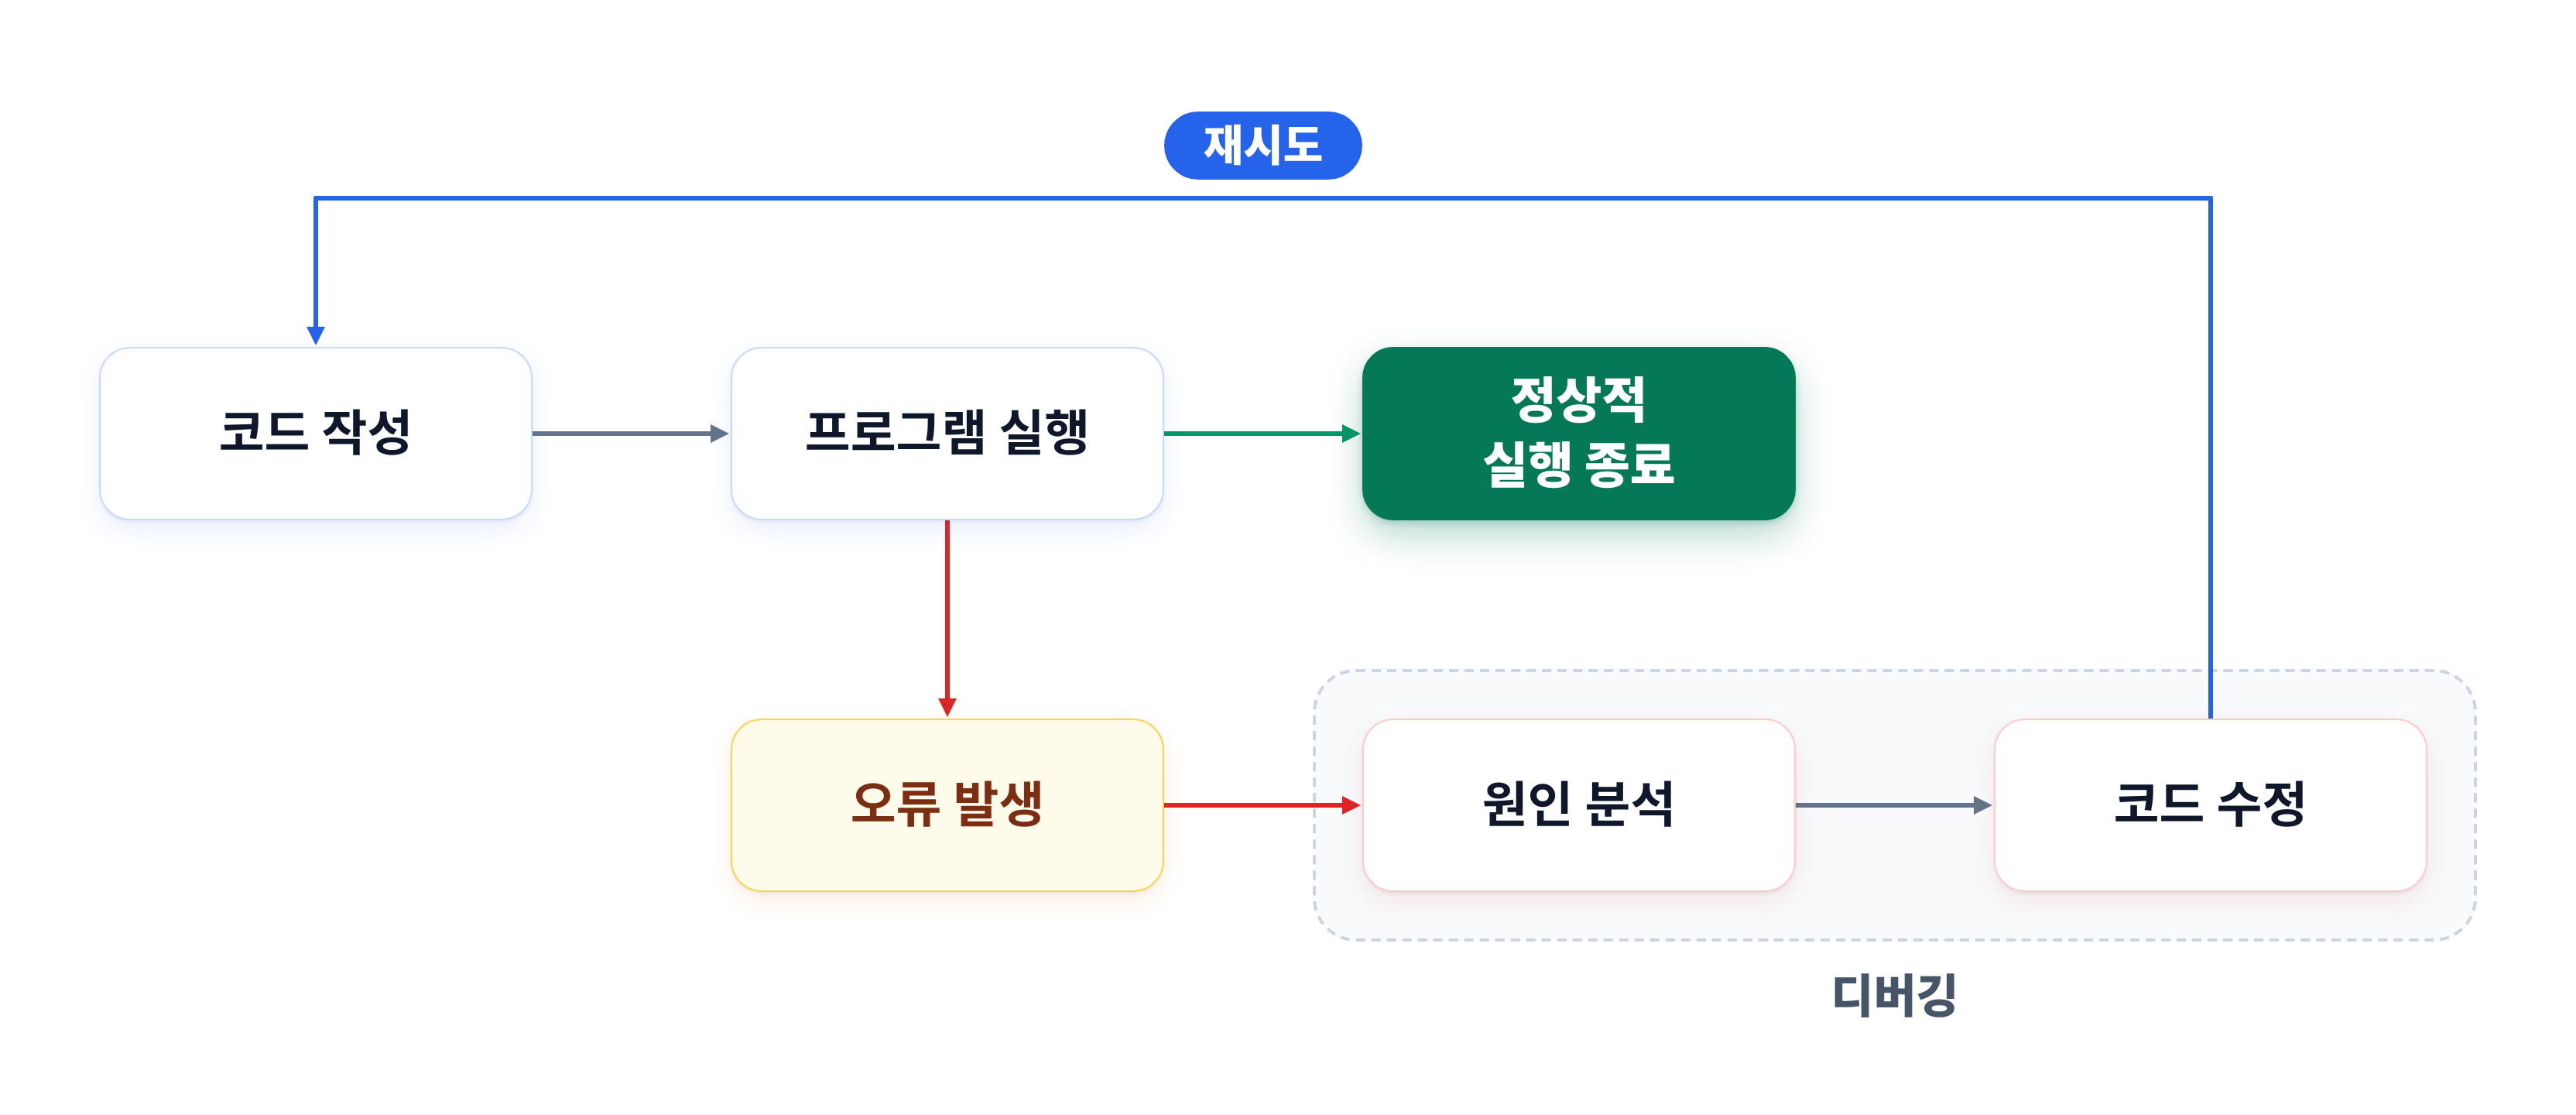 재시도
코드 작성
프로그램 실행
정상적
실행 종료
오류 발생
원인 분석
코드 수정
디버깅